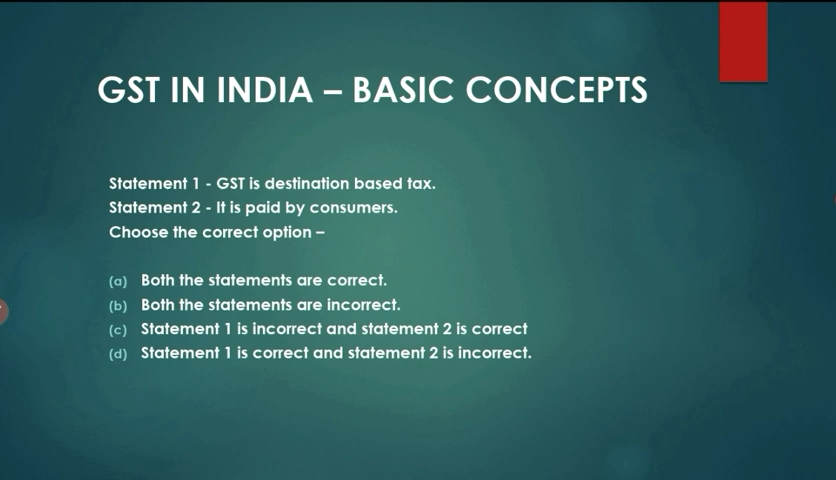 GST IN INDIA – BASIC CONCEPTS
Statement 1 - GST is destination based tax.
Statement 2 - It is paid by consumers.
Choose the correct option –
(a) Both the statements are correct.
(b) Both the statements are incorrect.
(c) Statement 1 is incorrect and statement 2 is correct
(d) Statement 1 is correct and statement 2 is incorrect.